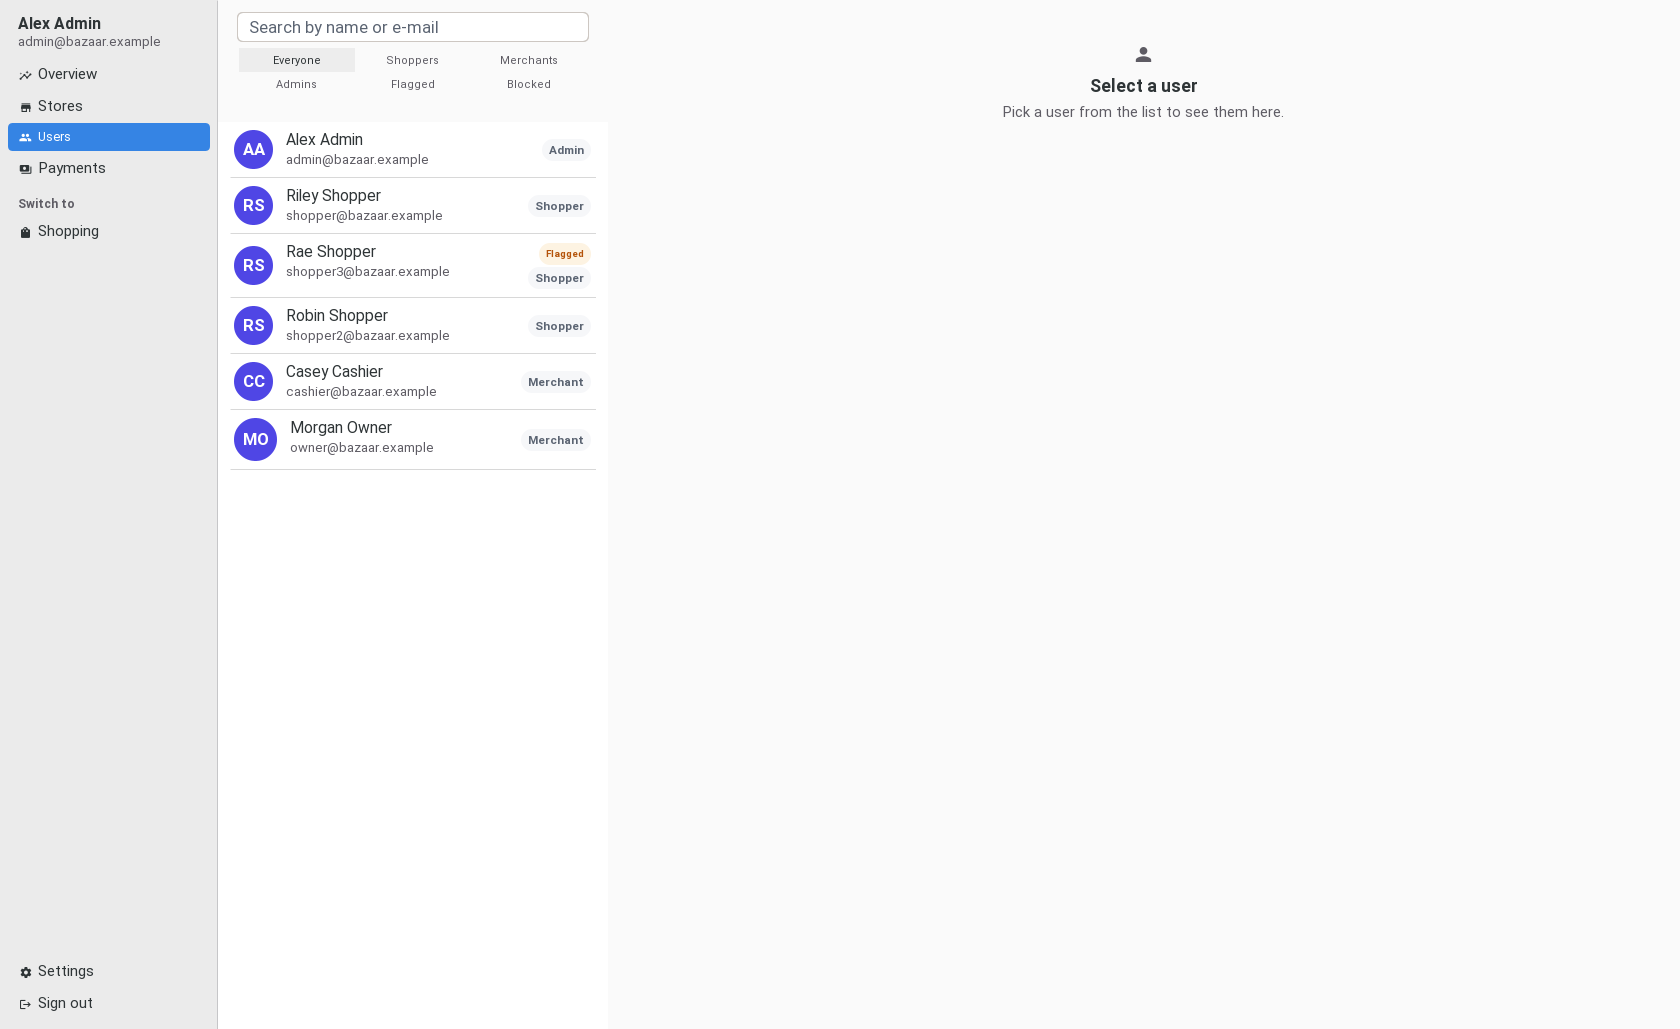 Alex Admin
admin@bazaar.example
Overview
Stores
Users
Payments
Switch to
Shopping
Settings
Sign out
Search by name or e-mail
Everyone Shoppers Merchants
Admins Flagged Blocked
AA Alex Admin
admin@bazaar.example
Admin
RS Riley Shopper
shopper@bazaar.example
Shopper
RS Rae Shopper
shopper3@bazaar.example
Flagged
Shopper
RS Robin Shopper
shopper2@bazaar.example
Shopper
CC Casey Cashier
cashier@bazaar.example
Merchant
MO Morgan Owner
owner@bazaar.example
Merchant
Select a user
Pick a user from the list to see them here.